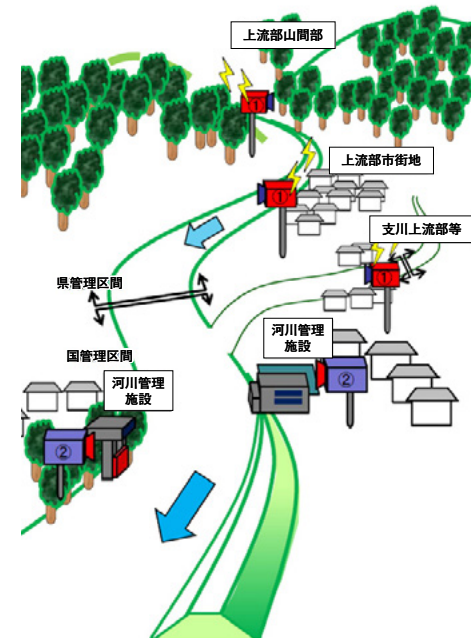 上流部山間部
①
上流部市街地
①
支川上流部等
①
県管理区間
国管理区間
河川管理
施設
②
河川管理
施設
②